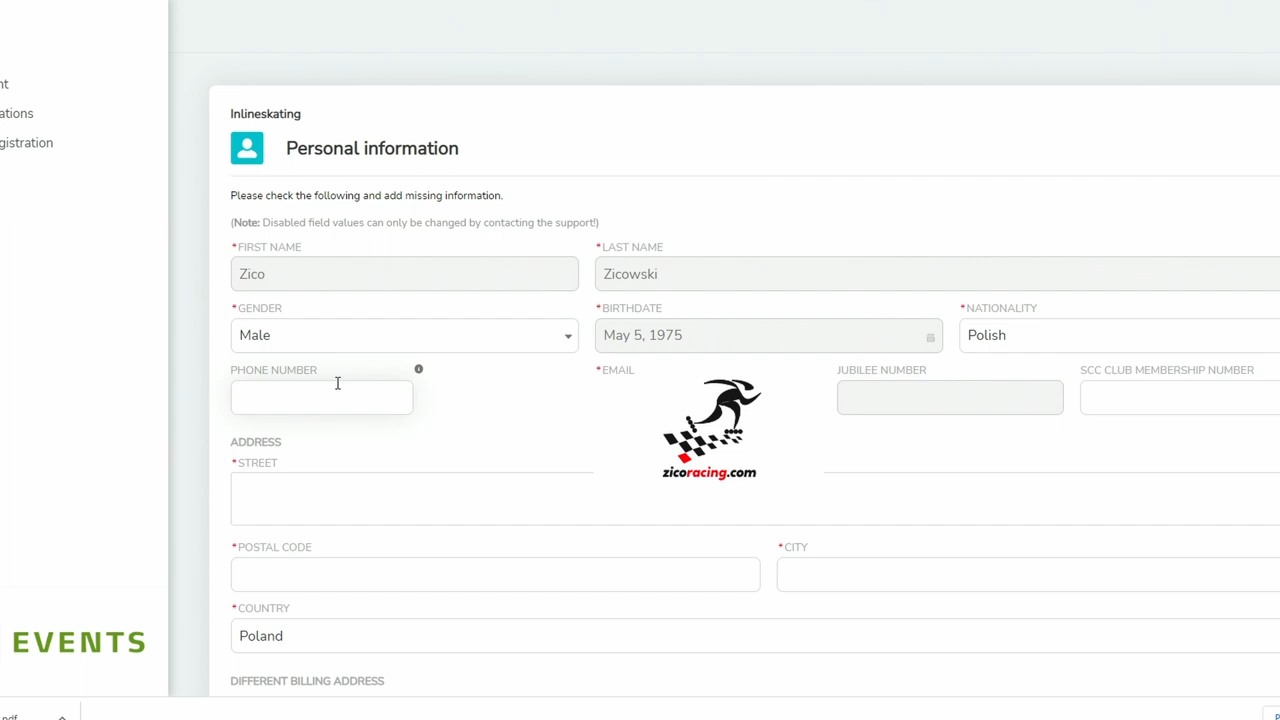 nt
ations
gistration
Inlineskating
Personal information
Please check the following and add missing information.
(Note: Disabled field values can only be changed by contacting the support!)
*FIRST NAME *LAST NAME
Zico Zicowski
*GENDER *BIRTHDATE *NATIONALITY
Male May 5, 1975 Polish
PHONE NUMBER *EMAIL JUBILEE NUMBER SCC CLUB MEMBERSHIP NUMBER
zicoracing.com
ADDRESS
*STREET
*POSTAL CODE *CITY
*COUNTRY
Poland
EVENTS
DIFFERENT BILLING ADDRESS
.pdf